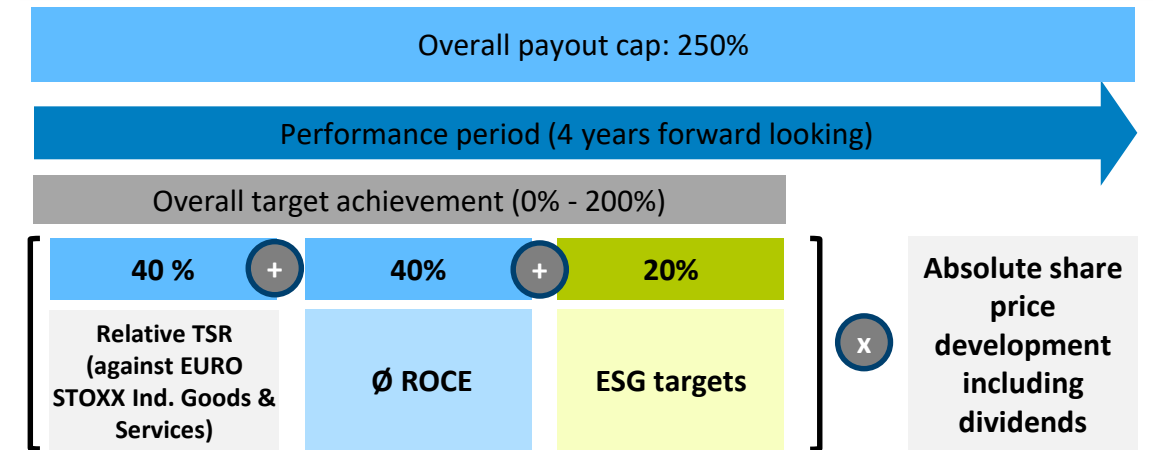 Overall payout cap: 250%
Performance period (4 years forward looking)
Overall target achievement (0% - 200%)
40 %
+
40%
+
20%
Relative TSR
(against EURO
STOXX Ind. Goods &
Services)
Ø ROCE
ESG targets
x
Absolute share
price
development
including
dividends